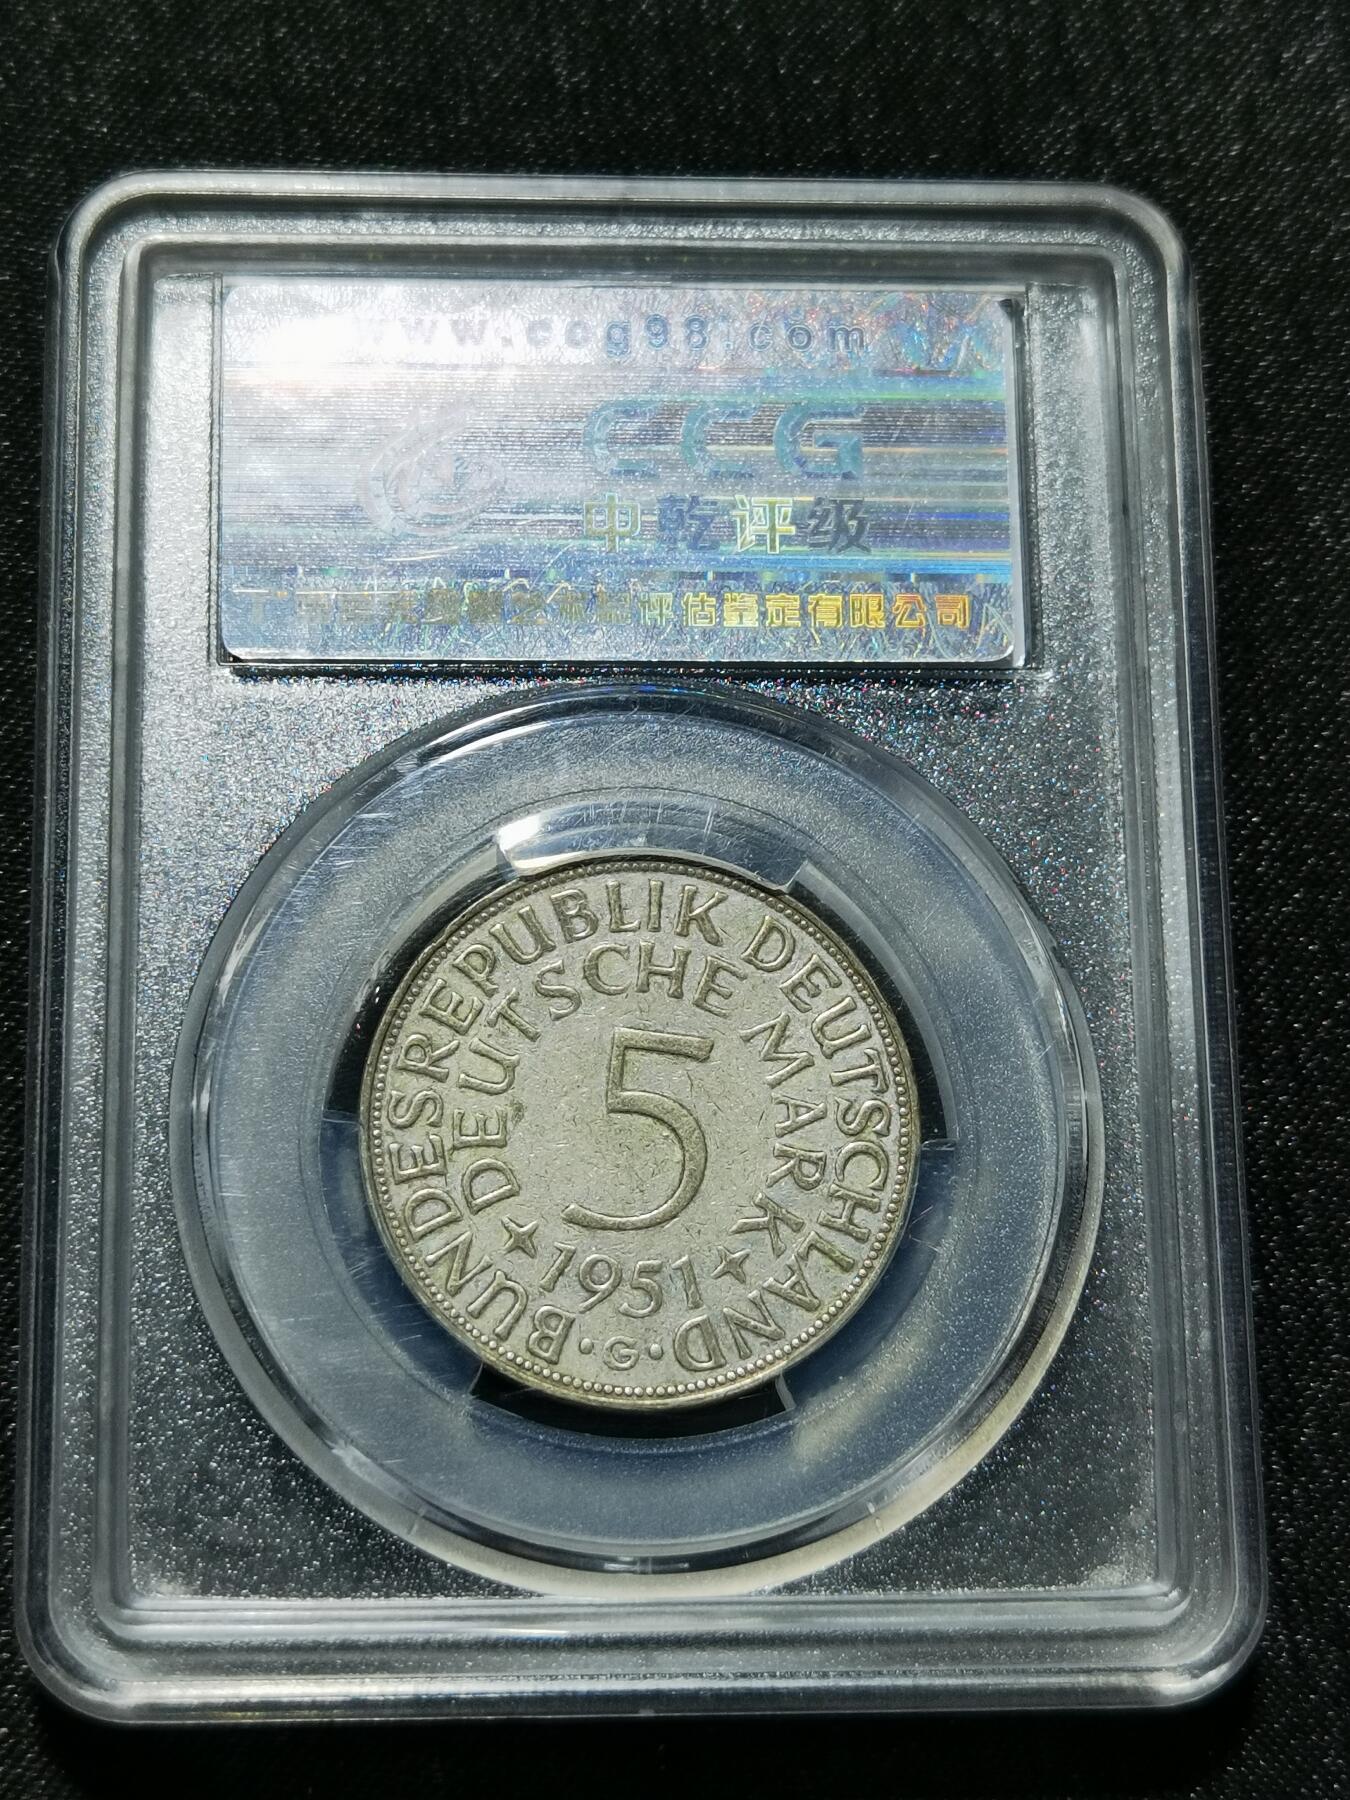 www.ccg98.com
CCG
中乾评级
评估鉴定有限公司
BUNDESREPUBLIK DEUTSCHLAND
DEUTSCHE MARK
5
1951
·G·